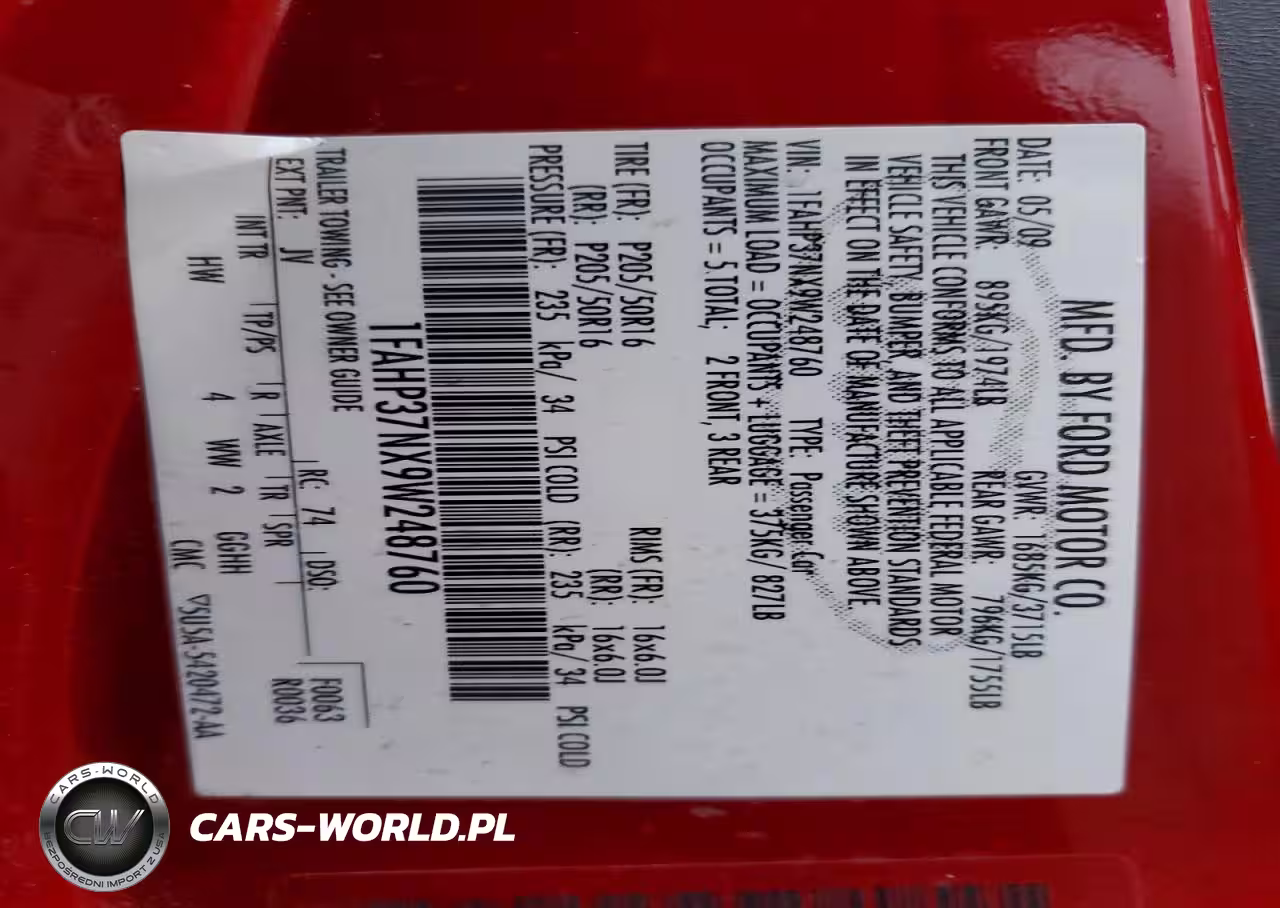 MFD. BY FORD MOTOR CO.
DATE: 05/09 GVWR: 1685KG/3715LB
FRONT GAWR: 895KG/1974LB REAR GAWR: 796KG/1755LB
THIS VEHICLE CONFORMS TO ALL APPLICABLE FEDERAL MOTOR
VEHICLE SAFETY, BUMPER, AND THEFT PREVENTION STANDARDS
IN EFFECT ON THE DATE OF MANUFACTURE SHOWN ABOVE.
VIN: 1FAHP37NX9W248760 TYPE: Passenger Car
MAXIMUM LOAD = OCCUPANTS + LUGGAGE = 375KG/ 827LB
OCCUPANTS = 5 TOTAL; 2 FRONT, 3 REAR
TIRE (FR): P205/50R16 RIMS (FR): 16x6.0J
(RR): P205/50R16 (RR): 16x6.0J
PRESSURE (FR): 235 kPa/ 34 PSI COLD (RR): 235 kPa/ 34 PSI COLD
1FAHP37NX9W248760
TRAILER TOWING - SEE OWNER GUIDE
F0063
EXT PNT: JV RC: 74 DSO: R0036
INT TR TP/PS R AXLE TR SPR
HW 4 WW 2 GGHH
CMC ▽5USA-5420472-AA
CARS-WORLD
CW
BEZPOŚREDNI IMPORT Z USA
CARS-WORLD.PL